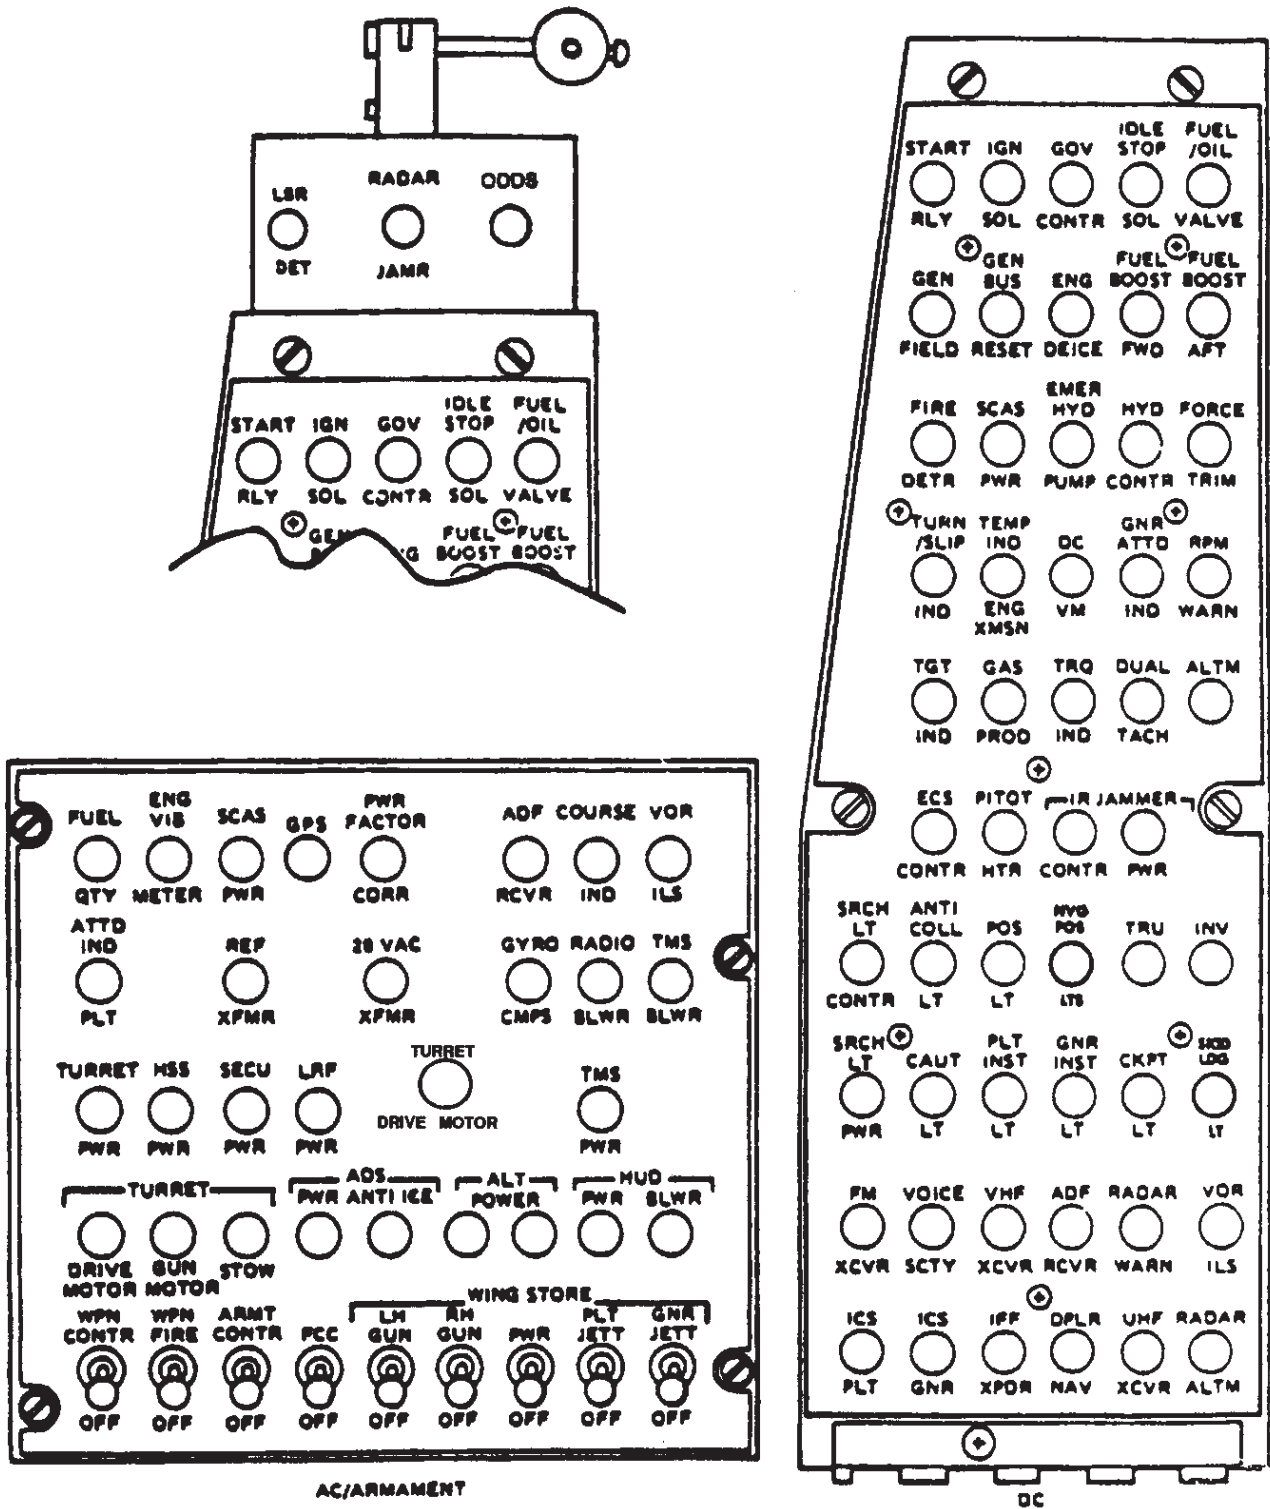 LSR RADAR ODDS
DET JAMR
START IGN GOV IDLE STOP FUEL /OIL
RLY SOL CONTR SOL VALVE
FUEL FUEL
BOOST BOOST
START IGN GOV IDLE STOP FUEL /OIL
RLY SOL CONTR SOL VALVE
GEN GEN BUS ENG FUEL BOOST FUEL BOOST
FIELD RESET DEICE FWD AFT
FIRE SCAS EMER HYD HYD FORCE
DETR PWR PUMP CONTR TRIM
TURN /SLIP TEMP IND DC GNR ATTD RPM
IND ENG XMSN VM IND WARN
TGT GAS TRQ DUAL ALTM
IND PROD IND TACH
ECS PITOT IR JAMMER
CONTR HTR CONTR PWR
SRCH LT ANTI COLL POS NVG POS TRU INV
CONTR LT LT LTS
SRCH LT CAUT PLT INST GNR INST CKPT LDG
PWR LT LT LT LT LT
FM VOICE VHF ADF RADAR VOR
XCVR SCTY XCVR RCVR WARN ILS
ICS ICS IFF DPLR UHF RADAR
PLT GNR XPDR NAV XCVR ALTM
DC
FUEL ENG VIB SCAS GPS PWR FACTOR ADF COURSE VOR
QTY METER PWR CORR RCVR IND ILS
ATTD IND REF 28 VAC GYRO RADIO TMS
PLT XFMR XFMR CMPS BLWR BLWR
TURRET HSS SECU LRF TURRET TMS
PWR PWR PWR PWR DRIVE MOTOR PWR
TURRET ADS ALT HUD
PWR ANTI ICE POWER PWR BLWR
DRIVE MOTOR GUN MOTOR STOW
WING STORE
WPN CONTR WPN FIRE ARMT CONTR PCC LH GUN RH GUN PWR PLT JETT GNR JETT
OFF OFF OFF OFF OFF OFF OFF OFF OFF
AC/ARMAMENT